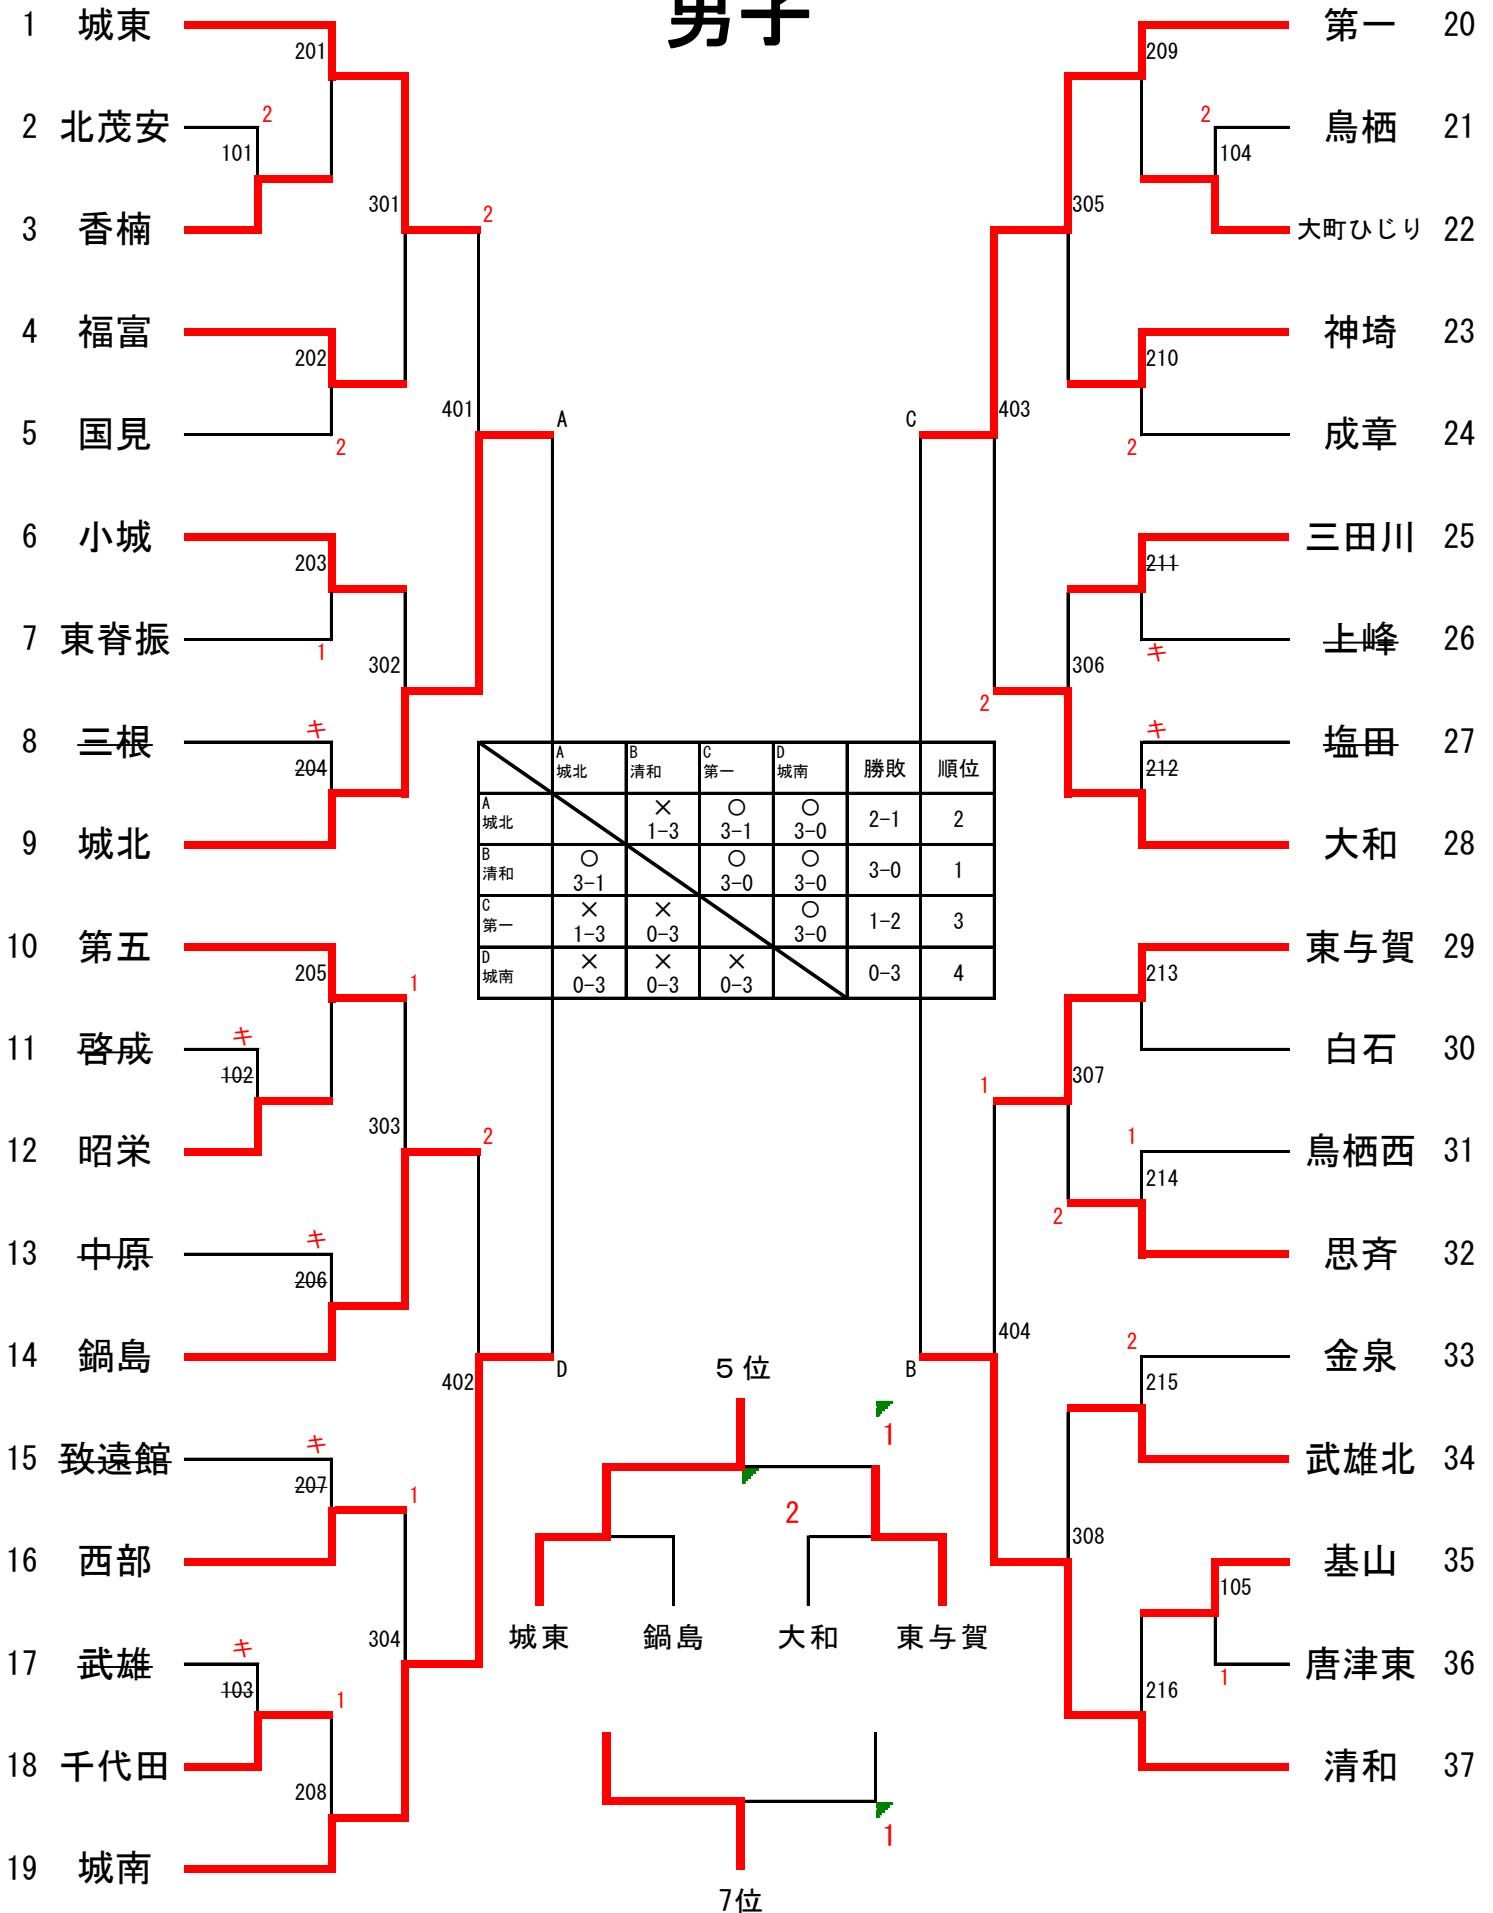 男子
1 城東
201
2 北茂安
2
101
3 香楠
301
2
4 福富
202
5 国見
2
401
A
6 小城
203
7 東脊振
1
302
8 三根
キ
204
9 城北
10 第五
205
1
11 啓成
キ
102
12 昭栄
303
2
13 中原
キ
206
14 鍋島
402
D
15 致遠館
キ
207
1
16 西部
304
17 武雄
キ
103
1
18 千代田
208
19 城南
第一 20
209
鳥栖 21
2
104
大町ひじり 22
305
神埼 23
210
成章 24
2
403
C
三田川 25
211
上峰 26
キ
306
2
塩田 27
キ
212
大和 28
東与賀 29
213
白石 30
307
1
鳥栖西 31
1
214
2
思斉 32
404
B
金泉 33
2
215
武雄北 34
308
基山 35
105
唐津東 36
1
216
清和 37
A 城北 B 清和 C 第一 D 城南 勝敗 順位
A 城北 × 1-3 ○ 3-1 ○ 3-0 2-1 2
B 清和 ○ 3-1 ○ 3-0 ○ 3-0 3-0 1
C 第一 × 1-3 × 0-3 ○ 3-0 1-2 3
D 城南 × 0-3 × 0-3 × 0-3 0-3 4
5位
1
2
城東 鍋島 大和 東与賀
1
7位